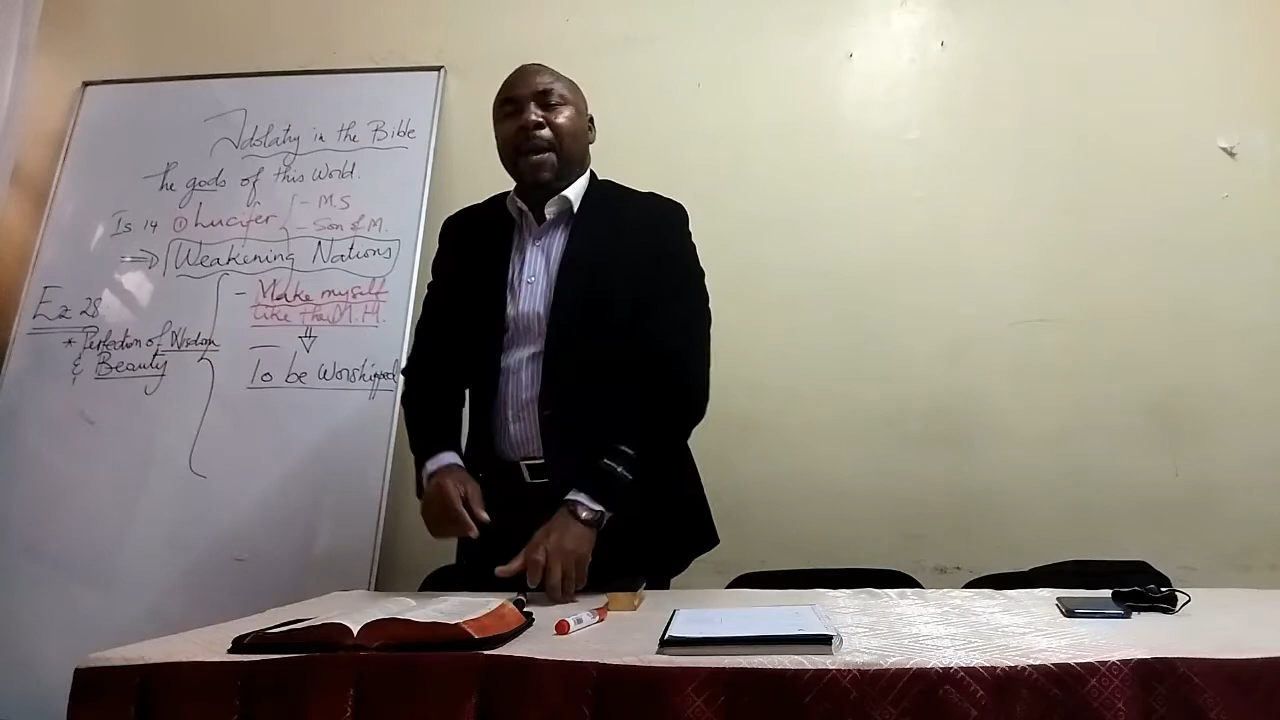 Idolatry in the Bible
The gods of this World.
Is 14 ① Lucifer - M.S
- Son of M.
⇒ Weakening Nations
- Make myself
like the M.H.
⇓
To be Worshipped
Ez 28
* Perfection of Wisdom
& Beauty